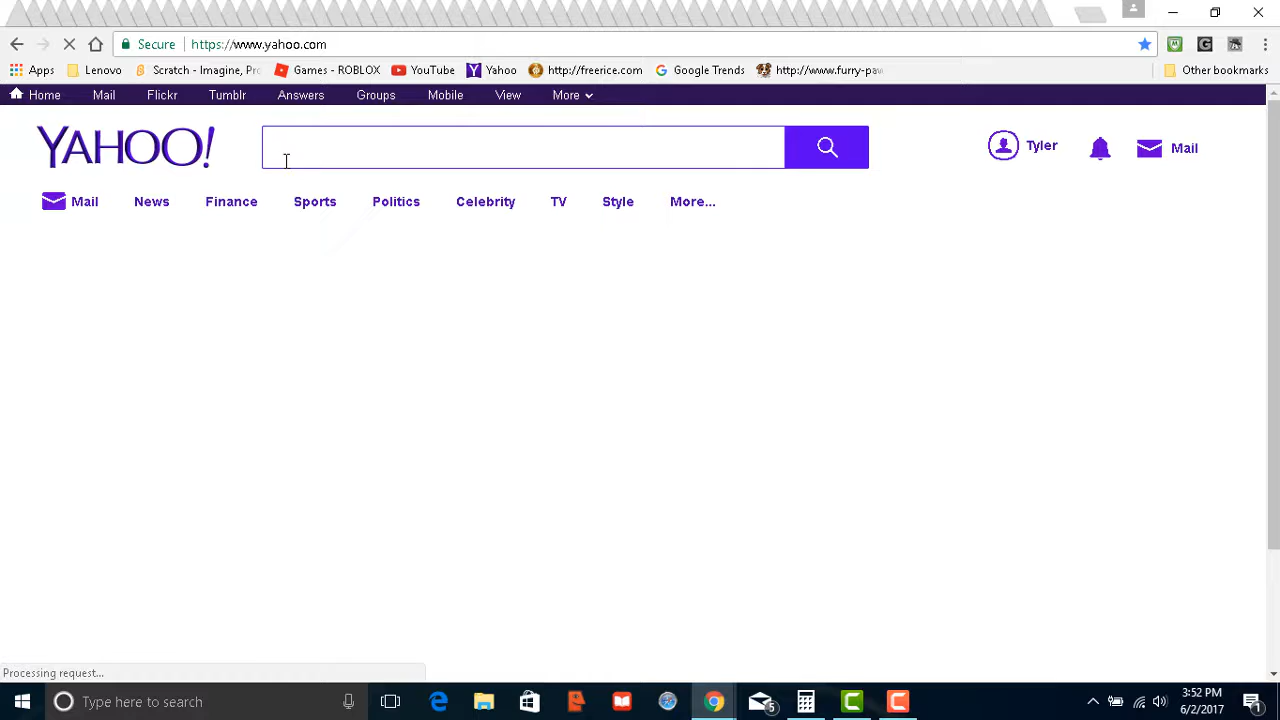 Secure https://www.yahoo.com
Apps Lenovo Scratch - Imagine, Pro Games - ROBLOX YouTube Yahoo http://freerice.com Google Trends http://www.furry-paw Other bookmarks
Home Mail Flickr Tumblr Answers Groups Mobile View More
YAHOO! Tyler Mail
Mail News Finance Sports Politics Celebrity TV Style More...
Processing request...
Type here to search 5 3:52 PM
6/2/2017 1